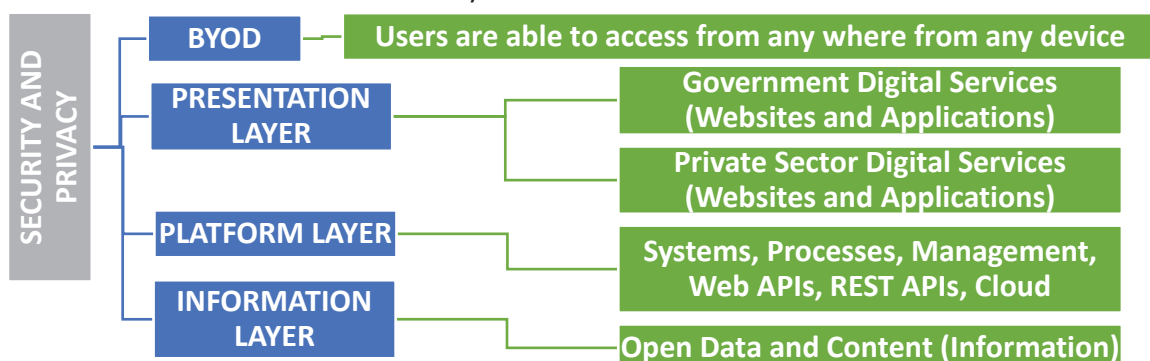 SECURITY AND
PRIVACY
BYOD
Users are able to access from any where from any device
PRESENTATION
LAYER
Government Digital Services
(Websites and Applications)
Private Sector Digital Services
(Websites and Applications)
PLATFORM LAYER
Systems, Processes, Management,
Web APIs, REST APIs, Cloud
INFORMATION
LAYER
Open Data and Content (Information)